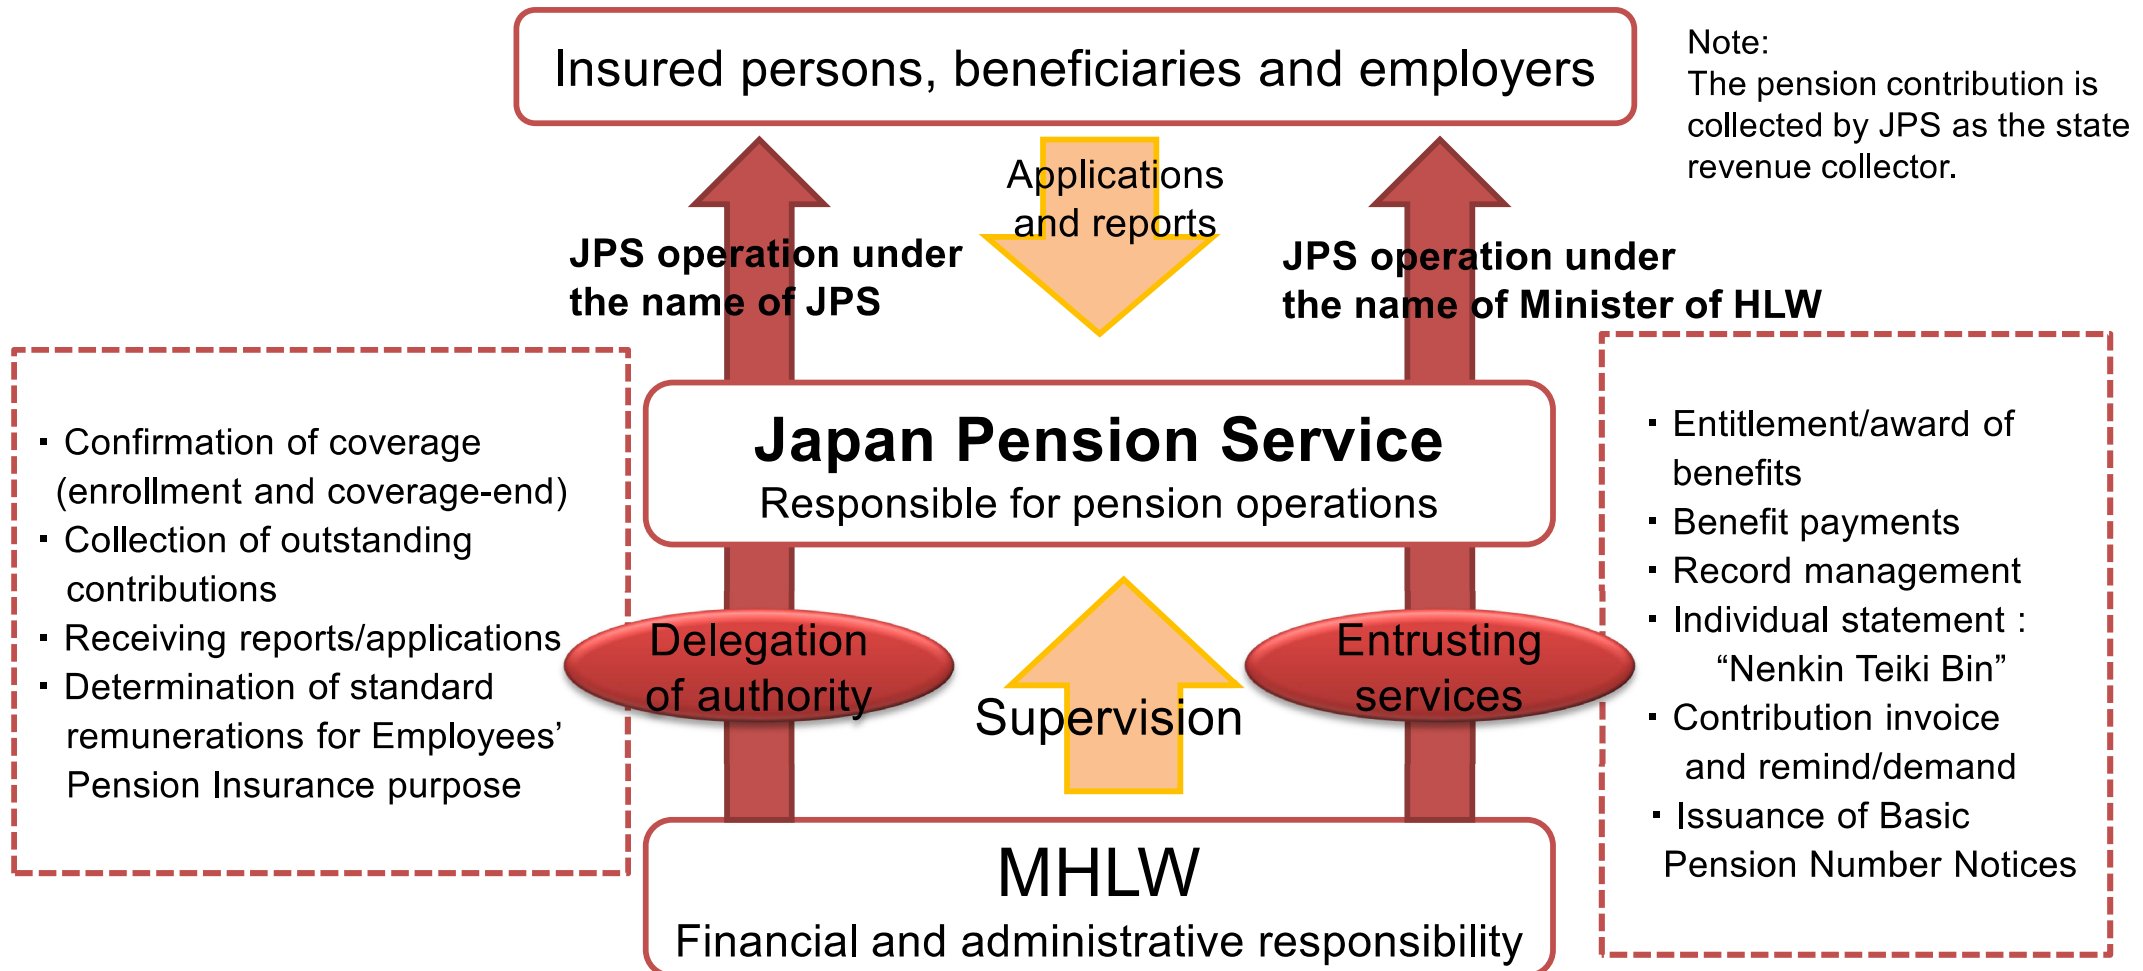 Insured persons, beneficiaries and employers
Note:
The pension contribution is
collected by JPS as the state
revenue collector.
Applications
and reports
JPS operation under
the name of JPS
JPS operation under
the name of Minister of HLW
・Confirmation of coverage
(enrollment and coverage-end)
・Collection of outstanding
contributions
・Receiving reports/applications
・Determination of standard
remunerations for Employees’
Pension Insurance purpose
Japan Pension Service
Responsible for pension operations
・Entitlement/award of
benefits
・Benefit payments
・Record management
・Individual statement :
“Nenkin Teiki Bin”
・Contribution invoice
and remind/demand
・Issuance of Basic
Pension Number Notices
Delegation
of authority
Supervision
Entrusting
services
MHLW
Financial and administrative responsibility